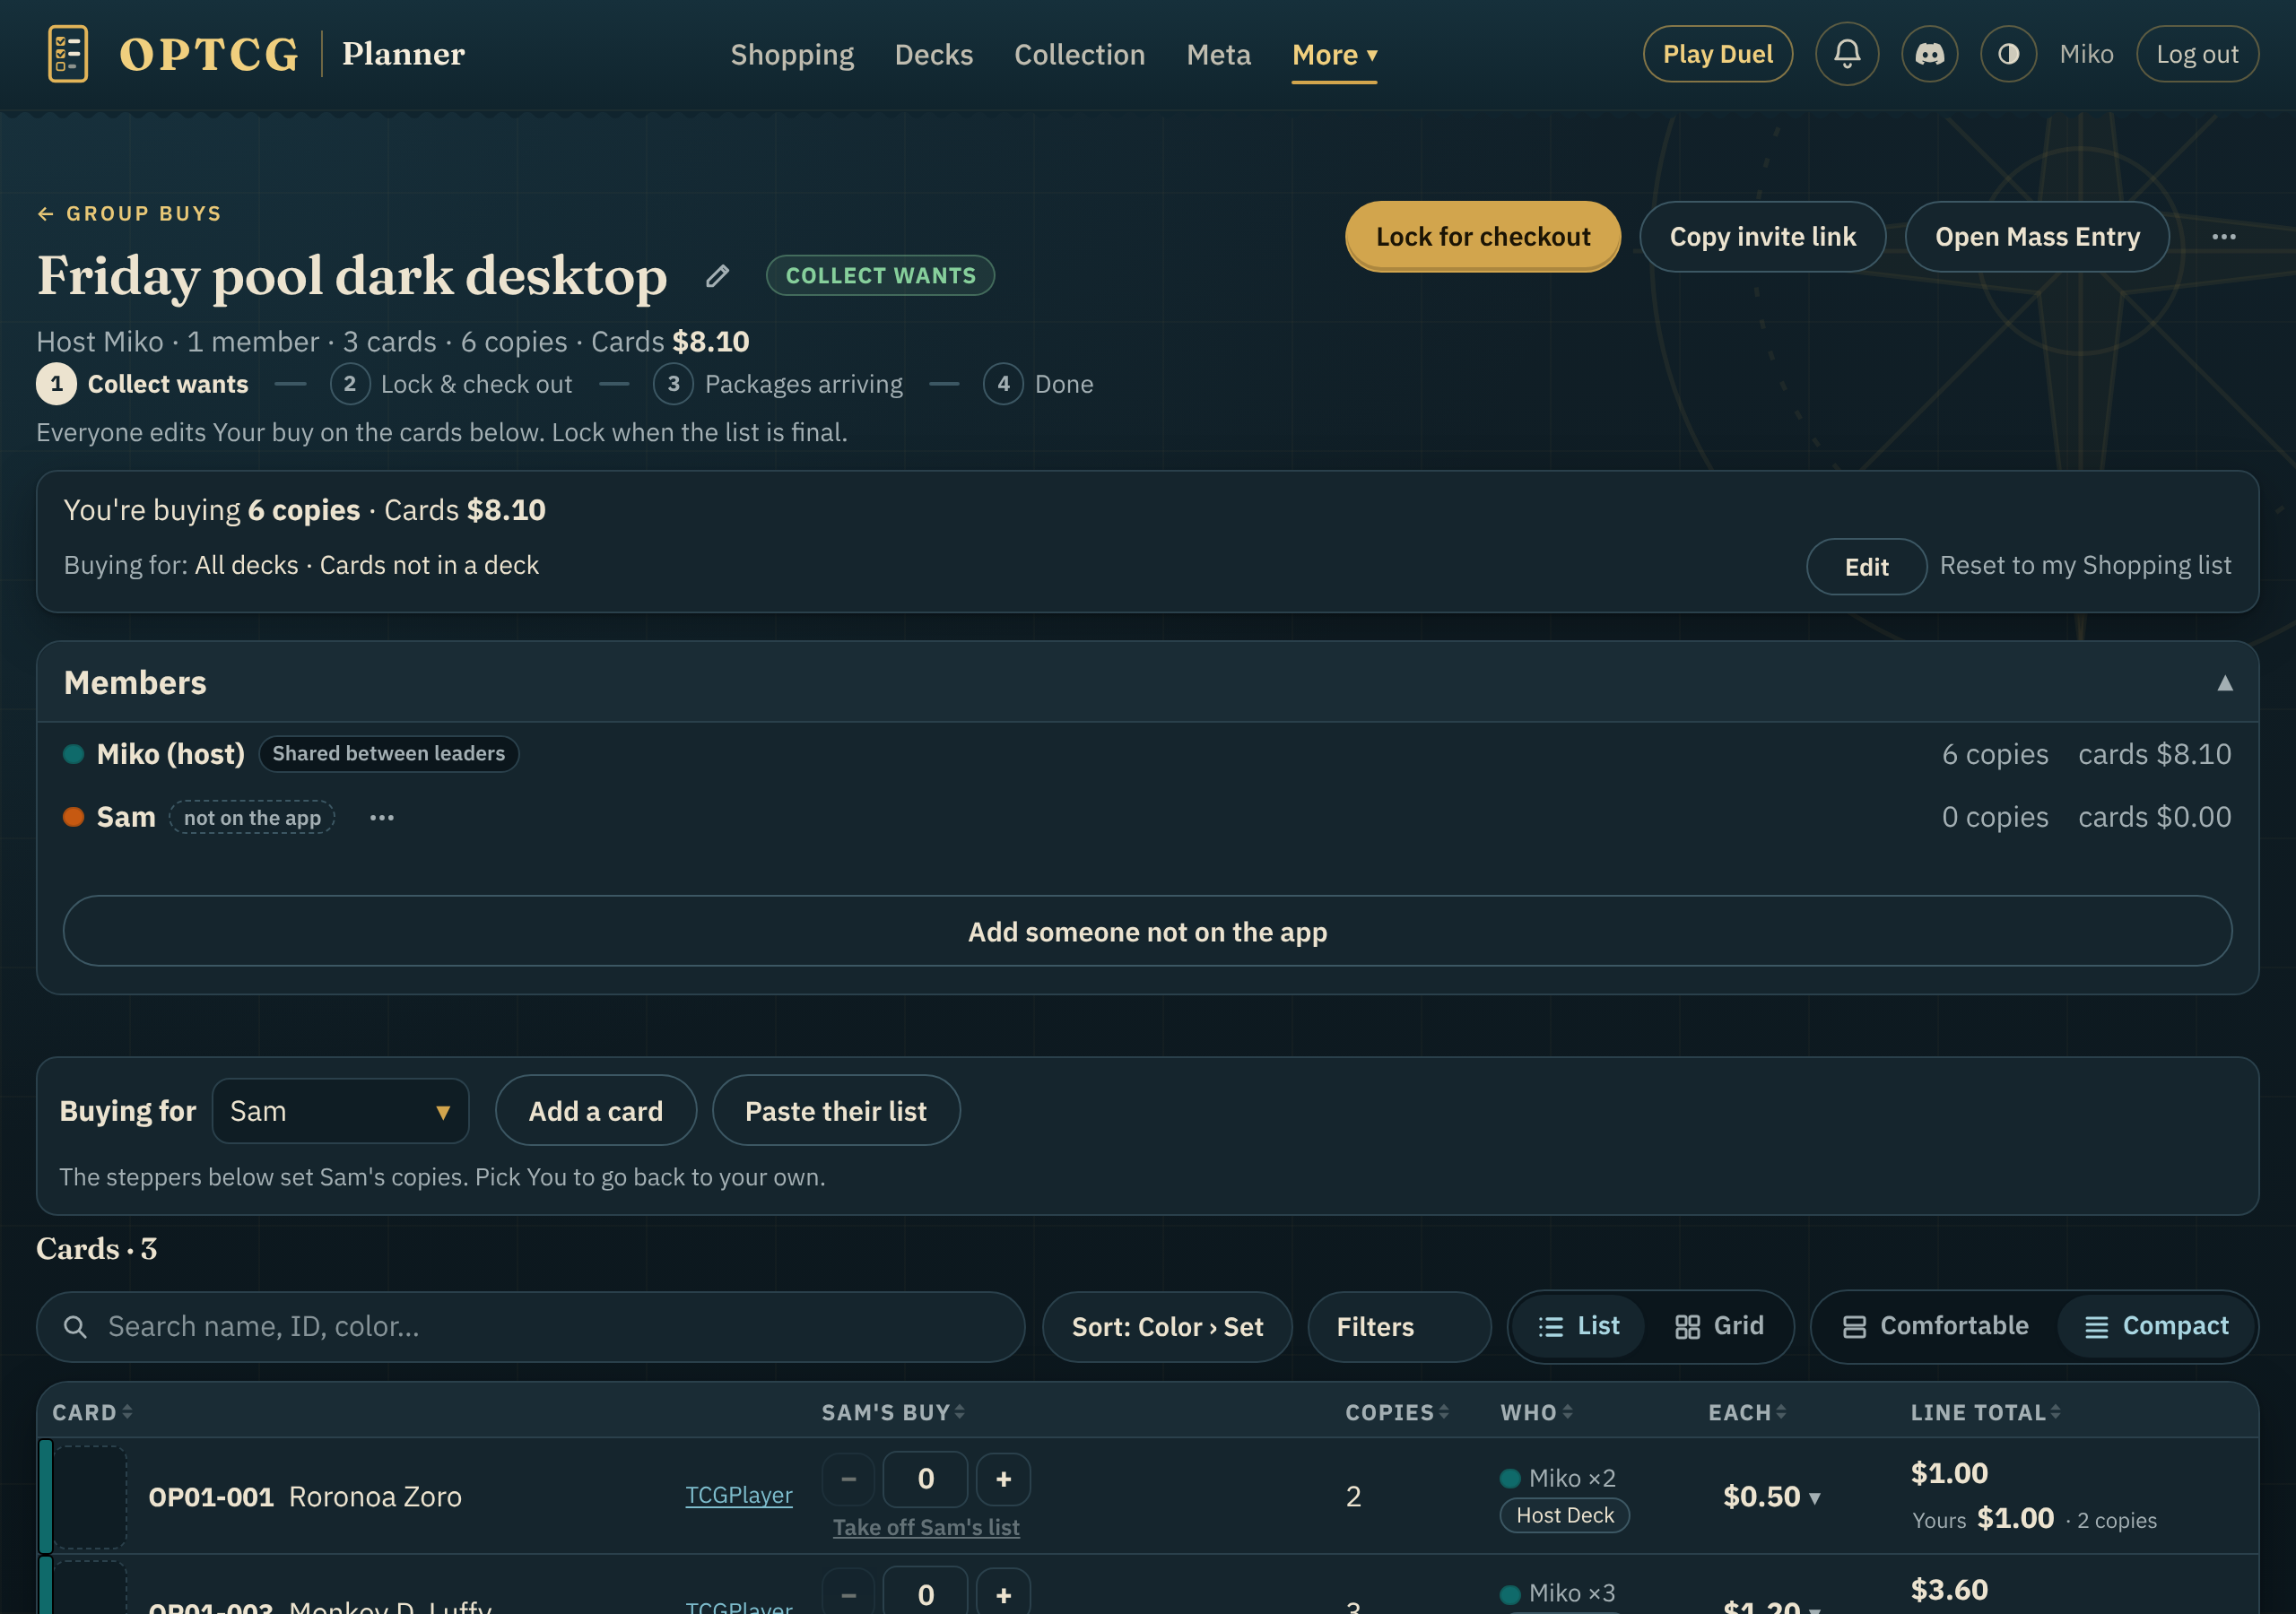 OPTCG Planner Shopping Decks Collection Meta More ▾ Play Duel Miko Log out
← GROUP BUYS
Lock for checkout Copy invite link Open Mass Entry ···
Friday pool dark desktop COLLECT WANTS
Host Miko · 1 member · 3 cards · 6 copies · Cards $8.10
1 Collect wants — 2 Lock & check out — 3 Packages arriving — 4 Done
Everyone edits Your buy on the cards below. Lock when the list is final.
You're buying 6 copies · Cards $8.10
Buying for: All decks · Cards not in a deck Edit Reset to my Shopping list
Members ▲
Miko (host) Shared between leaders 6 copies cards $8.10
Sam not on the app ··· 0 copies cards $0.00
Add someone not on the app
Buying for Sam ▼ Add a card Paste their list
The steppers below set Sam's copies. Pick You to go back to your own.
Cards · 3
Search name, ID, color... Sort: Color › Set Filters List Grid Comfortable Compact
CARD SAM'S BUY COPIES WHO EACH LINE TOTAL
OP01-001 Roronoa Zoro TCGPlayer − 0 + 2 Miko ×2 $0.50 ▾ $1.00
Take off Sam's list Host Deck Yours $1.00 · 2 copies
OP01-003 Monkey D. Luffy TCGPlayer − 0 + 3 Miko ×3 $1.20 ▾ $3.60